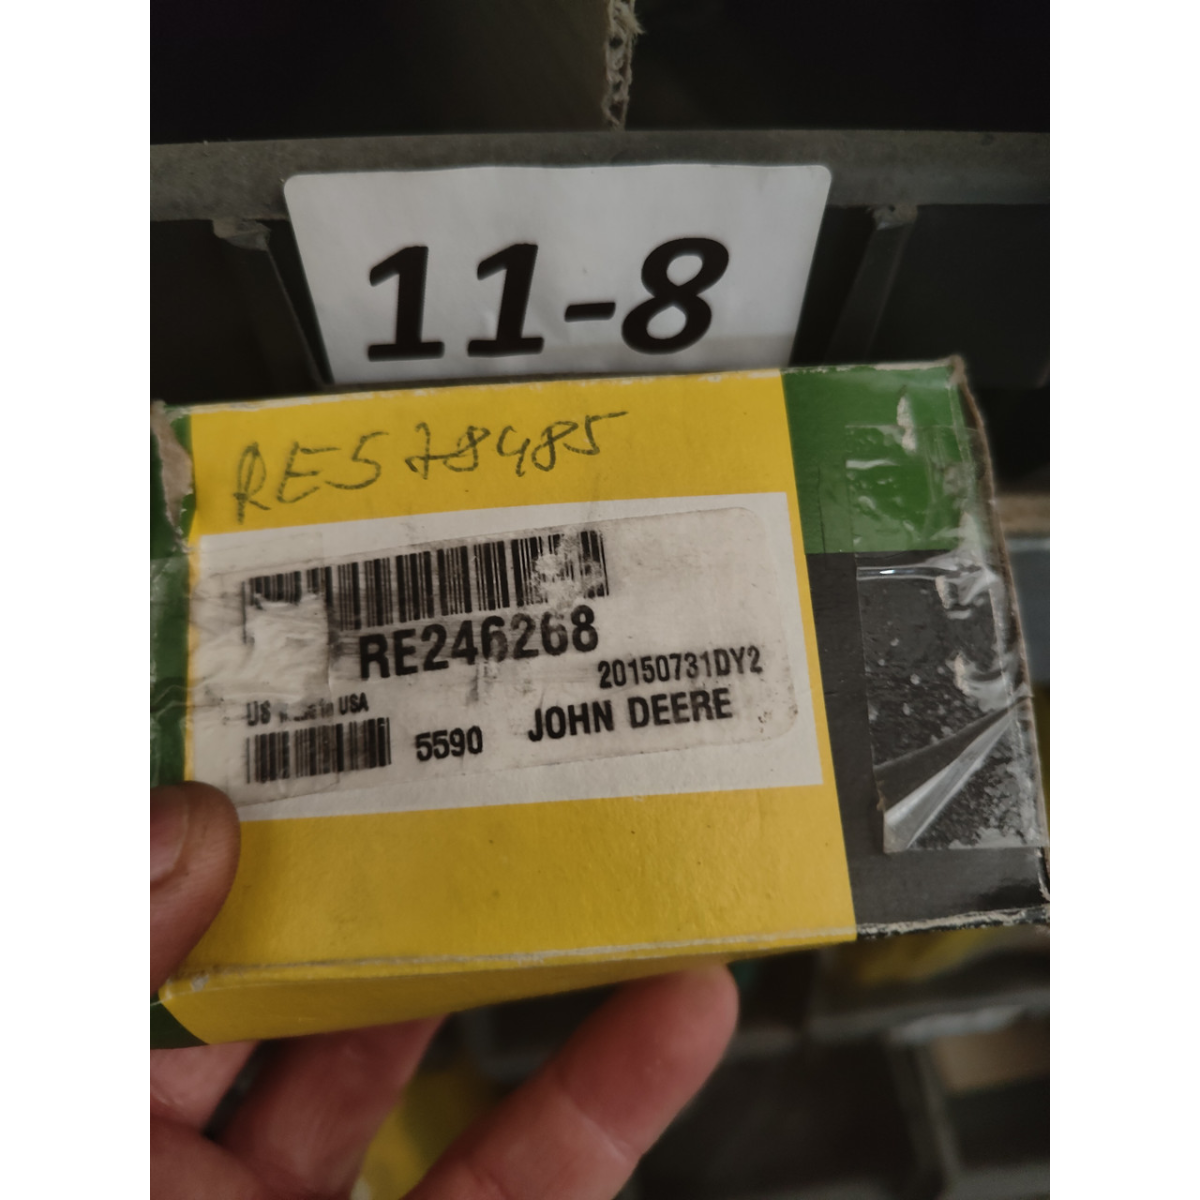 11-8
RE578485
RE246268
20150731DY2
US Made in USA
5590 JOHN DEERE